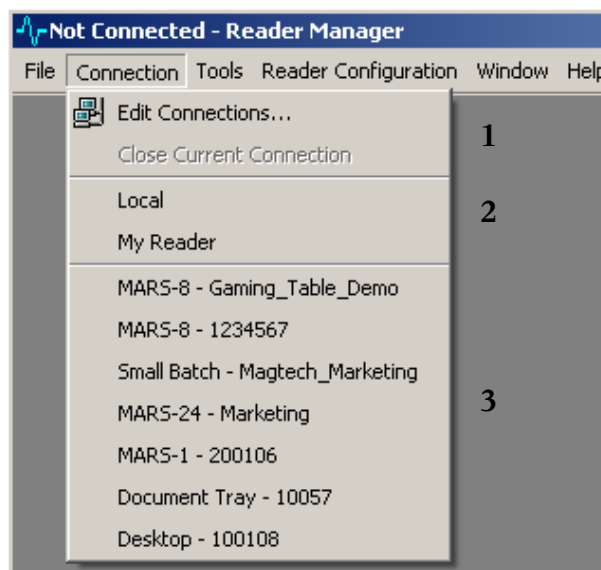 Not Connected - Reader Manager
File Connection Tools Reader Configuration Window Help
Edit Connections...
1
Close Current Connection
Local
2
My Reader
MARS-8 - Gaming_Table_Demo
MARS-8 - 1234567
Small Batch - Magtech_Marketing
3
MARS-24 - Marketing
MARS-1 - 200106
Document Tray - 10057
Desktop - 100108